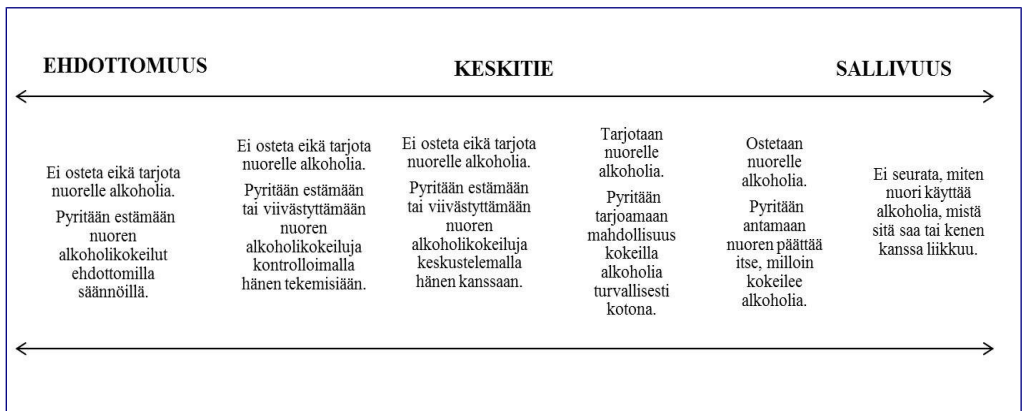 EHDOTTOMUUS
KESKITIE
SALLIVUUS
Ei osteta eikä tarjota
nuorelle alkoholia.
Pyritään estämään
nuoren
alkoholikokeilut
ehdottomilla
säännöillä.
Ei osteta eikä tarjota
nuorelle alkoholia.
Pyritään estämään
tai viivästyttämään
nuoren
alkoholikokeiluja
kontrolloimalla
hänen tekemisiään.
Ei osteta eikä tarjota
nuorelle alkoholia.
Pyritään estämään
tai viivästyttämään
nuoren
alkoholikokeiluja
keskustelemalla
hänen kanssaan.
Tarjotaan
nuorelle
alkoholia.
Pyritään
tarjoamaan
mahdollisuus
kokeilla
alkoholia
turvallisesti
kotona.
Ostetaan
nuorelle
alkoholia.
Pyritään
antamaan
nuoren päättää
itse, milloin
kokeilee
alkoholia.
Ei seurata, miten
nuori käyttää
alkoholia, mistä
sitä saa tai kenen
kanssa liikkuu.